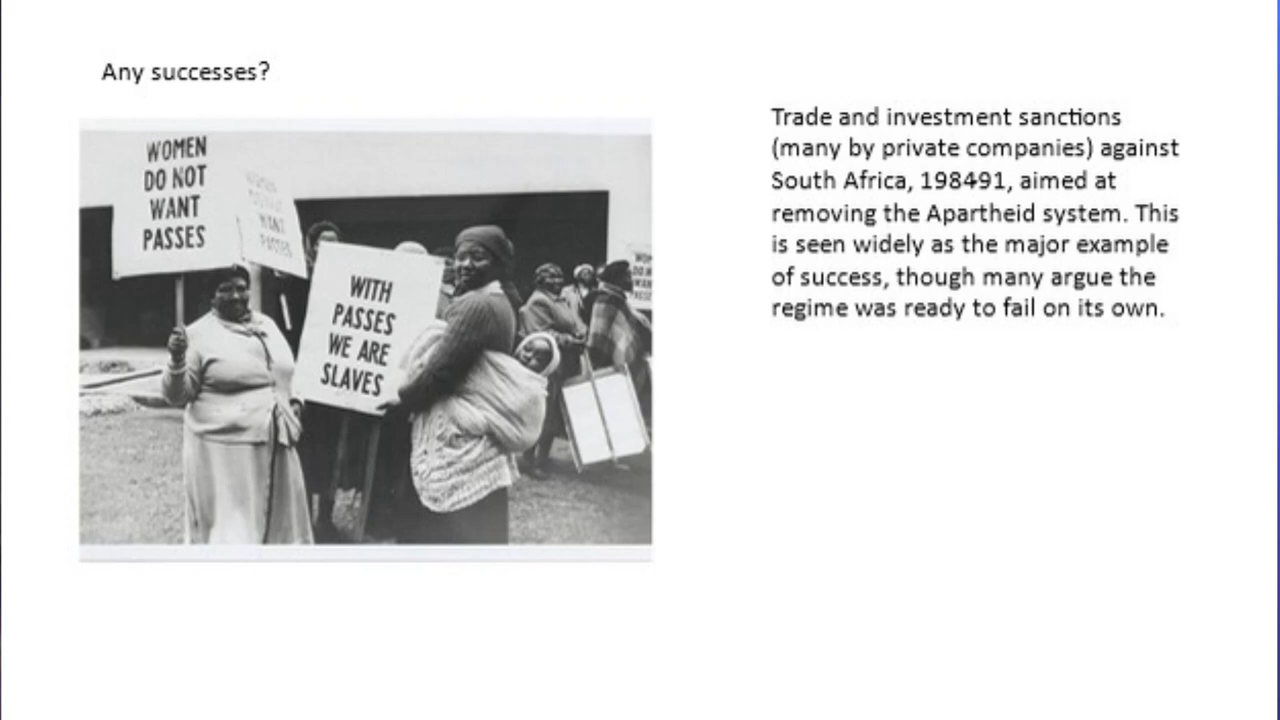 Any successes?
WOMEN
DO NOT
WANT
PASSES
WANT
PASSES
WITH
PASSES
WE ARE
SLAVES
Trade and investment sanctions
(many by private companies) against
South Africa, 198491, aimed at
removing the Apartheid system. This
is seen widely as the major example
of success, though many argue the
regime was ready to fail on its own.